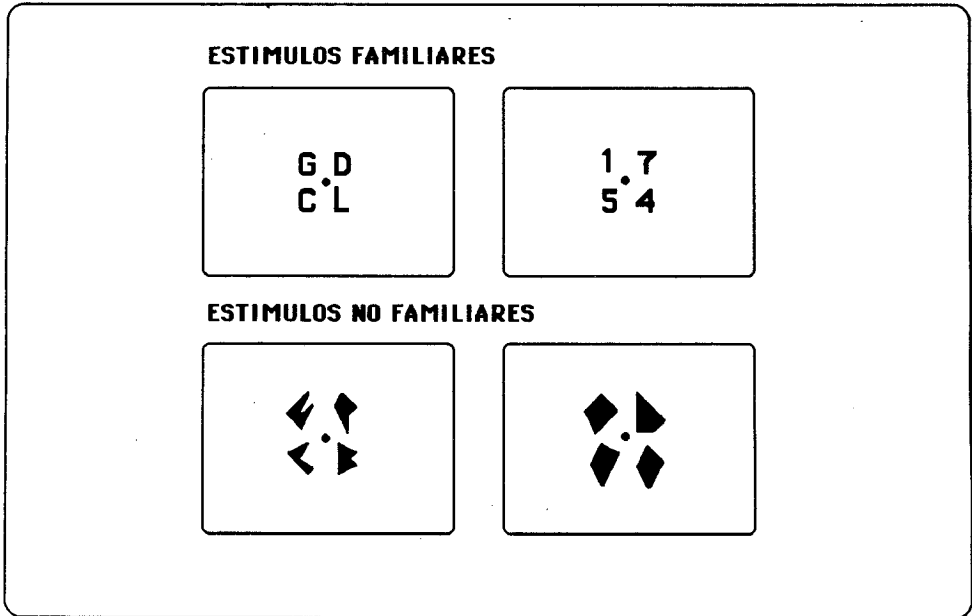 ESTIMULOS FAMILIARES
G D
C L
1 7
5 4
ESTIMULOS NO FAMILIARES